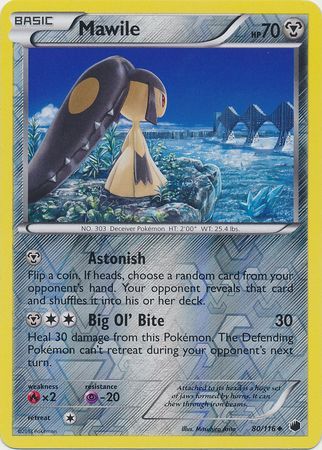 BASIC
Mawile
HP70
NO. 303 Deceiver Pokémon HT: 2'00" WT: 25.4 lbs.
Astonish
Flip a coin. If heads, choose a random card from your
opponent's hand. Your opponent reveals that card
and shuffles it into his or her deck.
Big Ol' Bite 30
Heal 30 damage from this Pokémon. The Defending
Pokémon can't retreat during your opponent's next
turn.
weakness resistance
×2 -20
retreat
Attached to its head is a huge set
of jaws formed by horns. It can
chew through iron beams.
Illus.
80/116